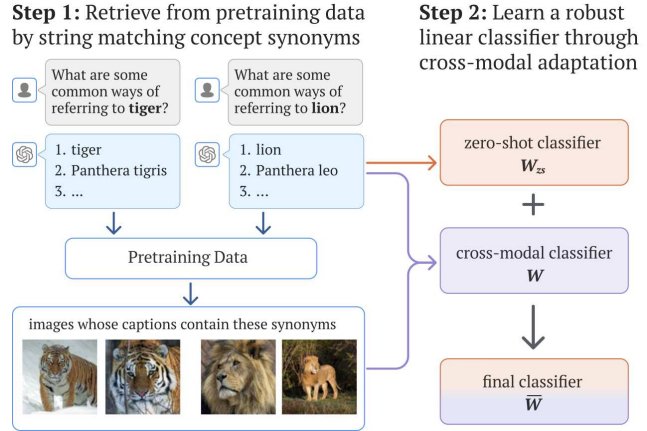 Step 1: Retrieve from pretraining data
by string matching concept synonyms
What are some
common ways of
referring to tiger?
What are some
common ways of
referring to lion?
1. tiger
2. Panthera tigris
3. ...
1. lion
2. Panthera leo
3. ...
Pretraining Data
images whose captions contain these synonyms
Step 2: Learn a robust
linear classifier through
cross-modal adaptation
zero-shot classifier
W_zs
+
cross-modal classifier
W
final classifier
W̅